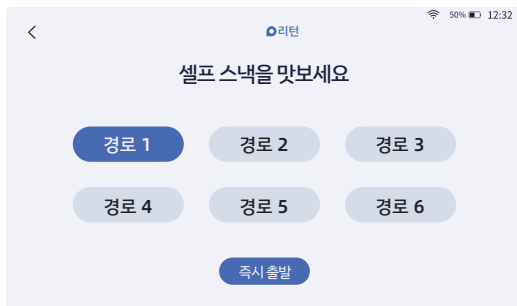 50% 12:32
리턴
셀프 스낵을 맛보세요
경로 1 경로 2 경로 3
경로 4 경로 5 경로 6
즉시 출발